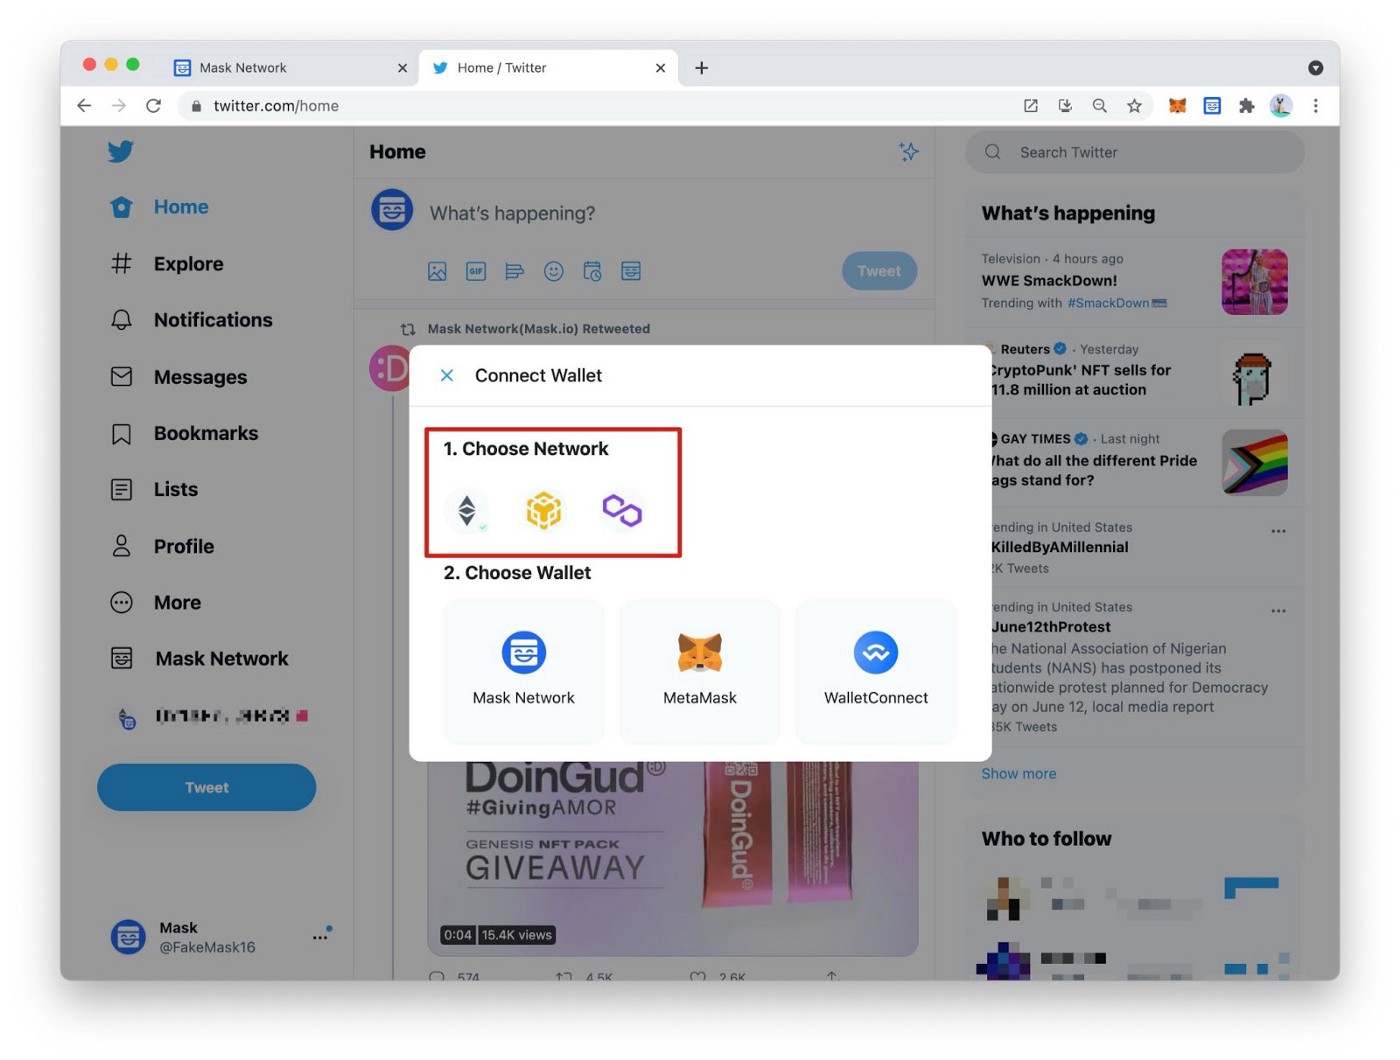 Mask Network
Home / Twitter
twitter.com/home
Home
Search Twitter
Home
Explore
Notifications
Messages
Bookmarks
Lists
Profile
More
Mask Network
Tweet
Mask
@FakeMask16
What's happening?
GIF
Tweet
Mask Network(Mask.io) Retweeted
:D
Connect Wallet
1. Choose Network
2. Choose Wallet
Mask Network
MetaMask
WalletConnect
DoinGud :D
#GivingAMOR
GENESIS NFT PACK
GIVEAWAY
DoinGud
0:04 15.4K views
574 4.5K 2.6K
What's happening
Television · 4 hours ago
WWE SmackDown!
Trending with #SmackDown
Reuters · Yesterday
CryptoPunk' NFT sells for
11.8 million at auction
GAY TIMES · Last night
hat do all the different Pride
ags stand for?
ending in United States
KilledByAMillennial
2K Tweets
ending in United States
June12thProtest
he National Association of Nigerian
tudents (NANS) has postponed its
ationwide protest planned for Democracy
ay on June 12, local media report
35K Tweets
Show more
Who to follow